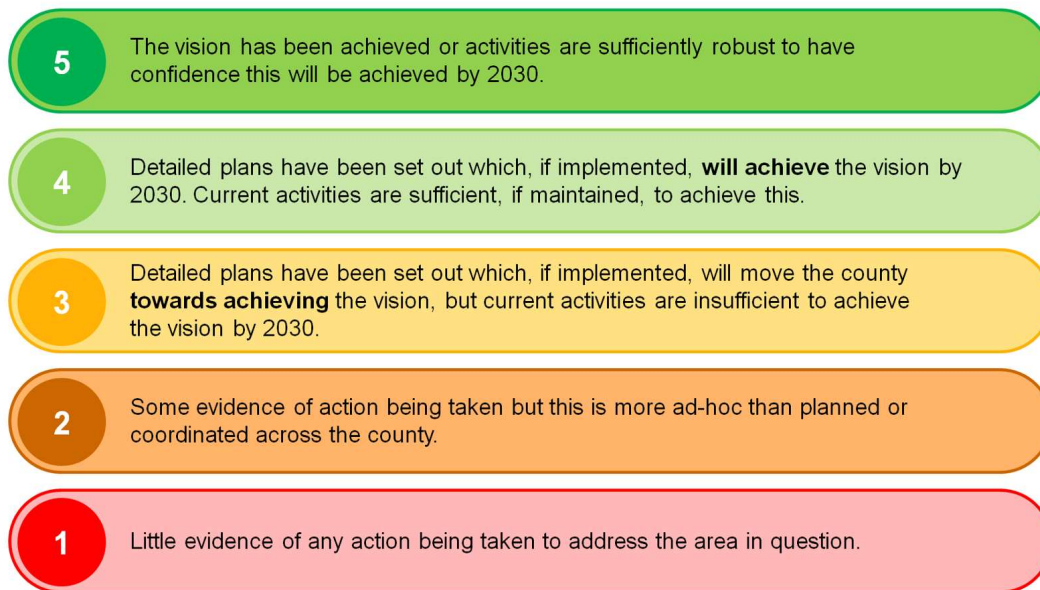 5
The vision has been achieved or activities are sufficiently robust to have
confidence this will be achieved by 2030.
4
Detailed plans have been set out which, if implemented, will achieve the vision by
2030. Current activities are sufficient, if maintained, to achieve this.
3
Detailed plans have been set out which, if implemented, will move the county
towards achieving the vision, but current activities are insufficient to achieve
the vision by 2030.
2
Some evidence of action being taken but this is more ad-hoc than planned or
coordinated across the county.
1
Little evidence of any action being taken to address the area in question.